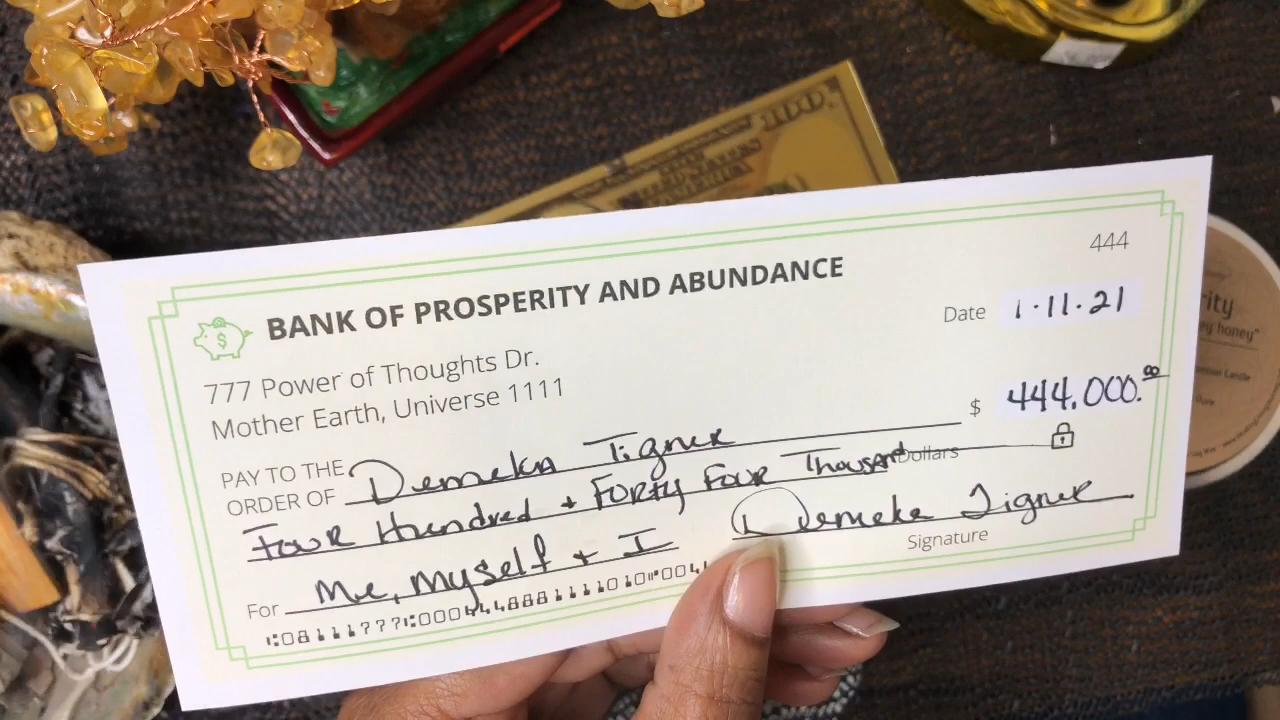 100
444
BANK OF PROSPERITY AND ABUNDANCE
Date 1·11·21
777 Power of Thoughts Dr.
Mother Earth, Universe 1111
$ 444,000.00
PAY TO THE ORDER OF Demeka Tigner
Four Hundred + Forty Four Thousand Dollars
Demeka Tigner
Signature
For Me, Myself + I